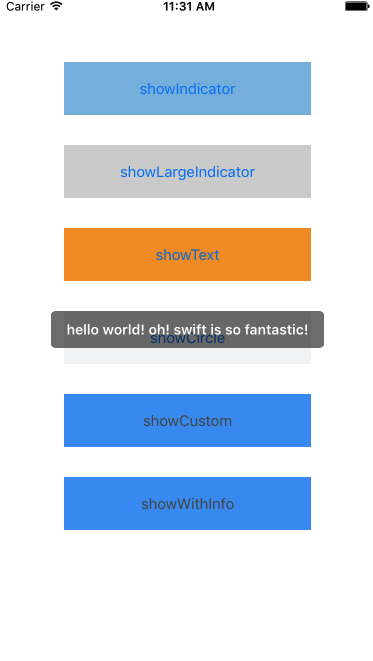 Carrier 11:31 AM
showIndicator
showLargeIndicator
showText
hello world! oh! swift is so fantastic!
showCircle
showCustom
showWithInfo